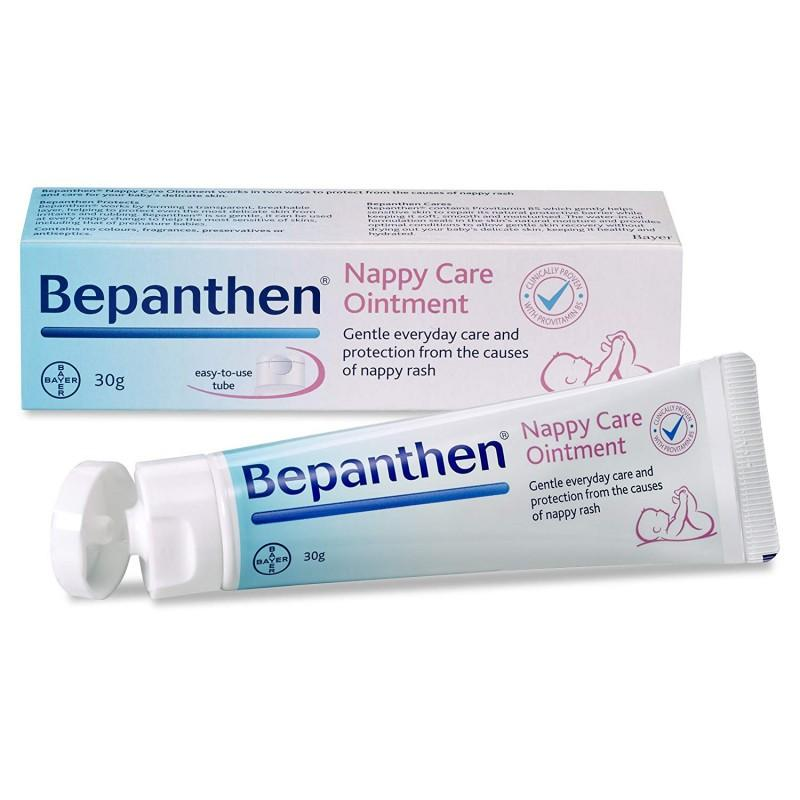 Bepanthen® Nappy Care Ointment works in two ways to protect from the causes of nappy rash
and care for your baby's delicate skin.
Bepanthen Protects
Bepanthen® works by forming a transparent, breathable
layer, helping to protect even the most delicate skin from
irritants and rubbing. Bepanthen® is so gentle, it can be used
at every nappy change to help the most sensitive of skins,
including that of premature babies.
Contains no colours, fragrances, preservatives or
antiseptics.
Bepanthen Cares
Bepanthen® contains Provitamin B5 which gently helps
sensitive skin to repair its natural protective barrier while
keeping it soft, smooth and moisturised. The water-in-oil
formulation seals in the skin's natural moisture and provides
optimal conditions to allow gentle skin recovery without
drying out your baby's delicate skin, keeping it healthy and
hydrated.
Bayer
Bepanthen®
Nappy Care
Ointment
CLINICALLY PROVEN
WITH PROVITAMIN B5
Gentle everyday care and
protection from the causes
of nappy rash
BAYER
BAYER
30g
easy-to-use
tube
Bepanthen®
Nappy Care
Ointment
CLINICALLY PROVEN
WITH PROVITAMIN B5
Gentle everyday care and
protection from the causes
of nappy rash
BAYER
BAYER
30g